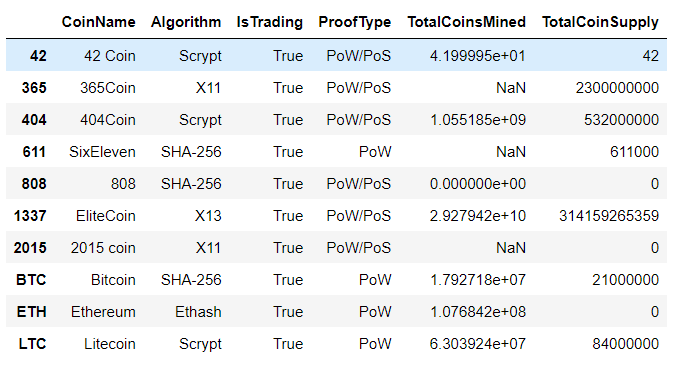 CoinName Algorithm IsTrading ProofType TotalCoinsMined TotalCoinSupply
42 42 Coin Scrypt True PoW/PoS 4.199995e+01 42
365 365Coin X11 True PoW/PoS NaN 2300000000
404 404Coin Scrypt True PoW/PoS 1.055185e+09 532000000
611 SixEleven SHA-256 True PoW NaN 611000
808 808 SHA-256 True PoW/PoS 0.000000e+00 0
1337 EliteCoin X13 True PoW/PoS 2.927942e+10 314159265359
2015 2015 coin X11 True PoW/PoS NaN 0
BTC Bitcoin SHA-256 True PoW 1.792718e+07 21000000
ETH Ethereum Ethash True PoW 1.076842e+08 0
LTC Litecoin Scrypt True PoW 6.303924e+07 84000000